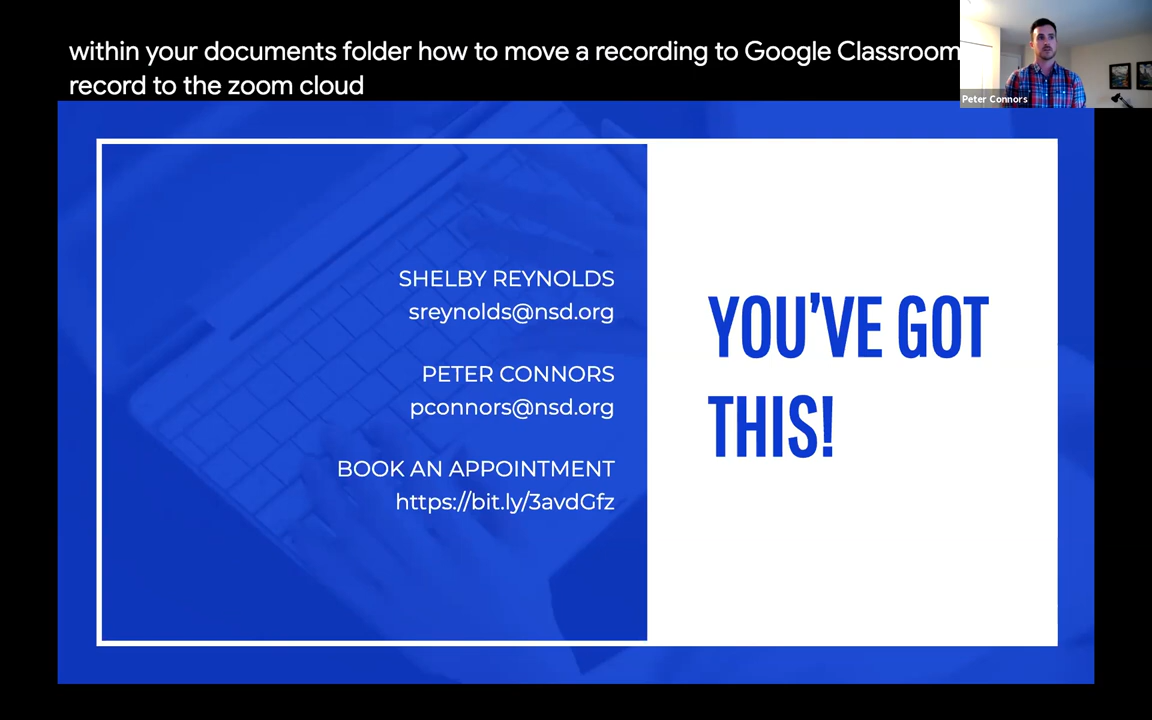 within your documents folder how to move a recording to Google Classroom
record to the zoom cloud
Peter Connors
SHELBY REYNOLDS
sreynolds@nsd.org
PETER CONNORS
pconnors@nsd.org
BOOK AN APPOINTMENT
https://bit.ly/3avdGfz
YOU'VE GOT
THIS!